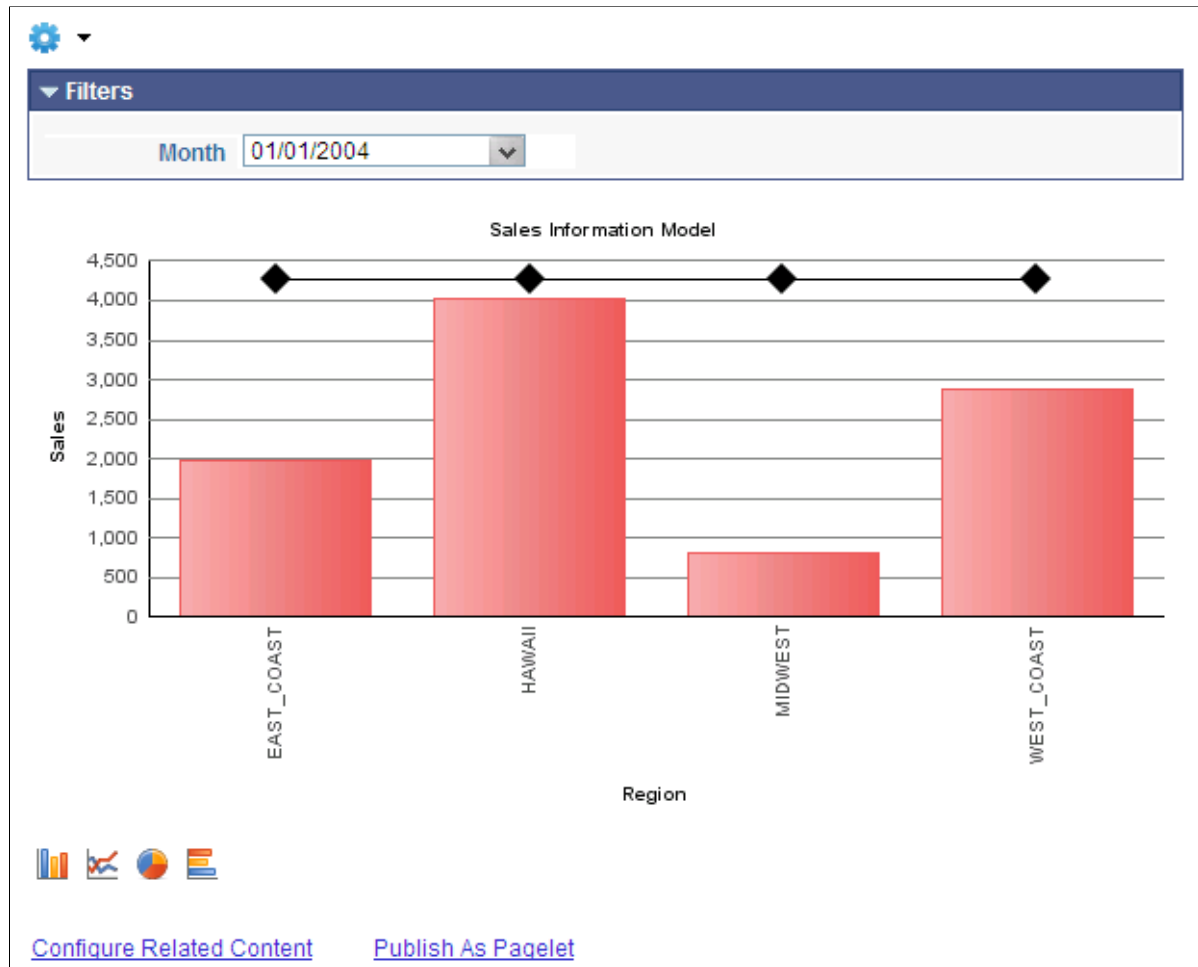 Filters
Month 01/01/2004
Sales Information Model
4,500
4,000
3,500
3,000
2,500
2,000
1,500
1,000
500
0
Sales
EAST_COAST
HAWAII
MIDWEST
WEST_COAST
Region
Configure Related Content Publish As Pagelet